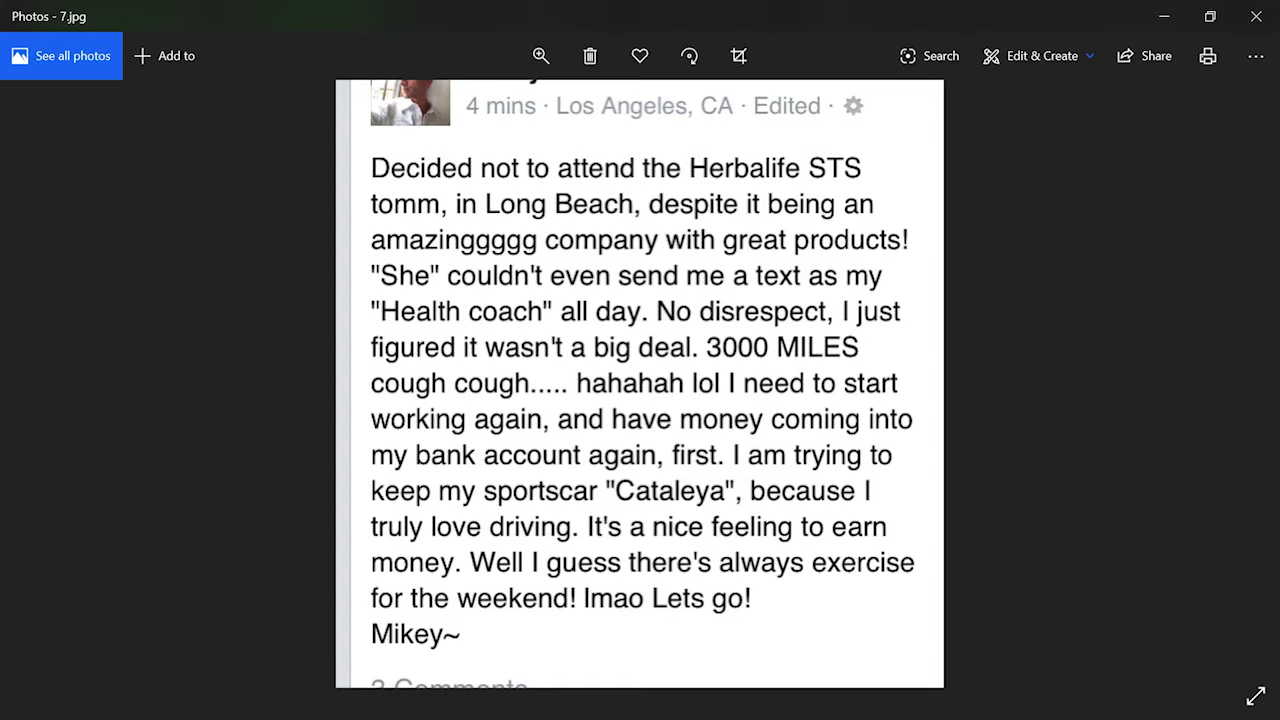 Photos - 7.jpg
See all photos
Add to
Search
Edit & Create
Share
4 mins · Los Angeles, CA · Edited ·
Decided not to attend the Herbalife STS
tomm, in Long Beach, despite it being an
amazinggggg company with great products!
"She" couldn't even send me a text as my
"Health coach" all day. No disrespect, I just
figured it wasn't a big deal. 3000 MILES
cough cough..... hahahah lol I need to start
working again, and have money coming into
my bank account again, first. I am trying to
keep my sportscar "Cataleya", because I
truly love driving. It's a nice feeling to earn
money. Well I guess there's always exercise
for the weekend! lmao Lets go!
Mikey~
Comments